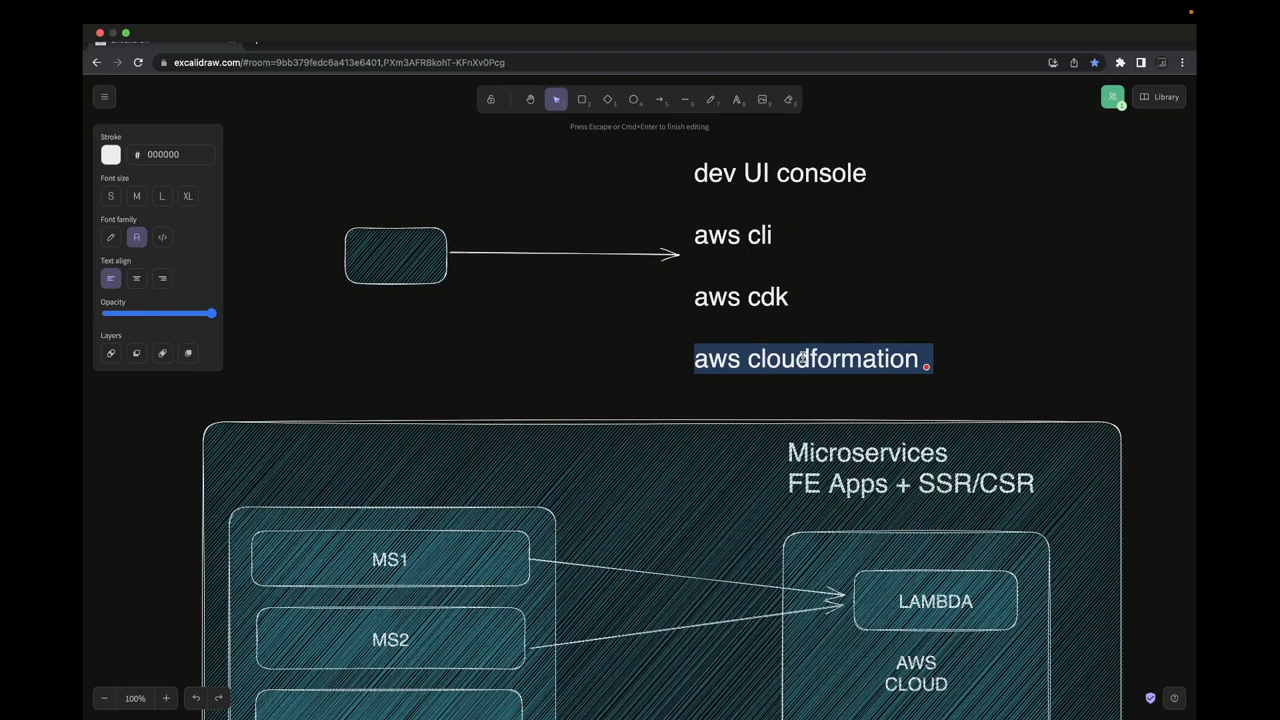 excalidraw.com/#room=9bb379fedc6a413e6401,PXm3AFR8kohT-KFnXv0Pcg
Library
Press Escape or Cmd+Enter to finish editing
Stroke
# 000000
Font size
S M L XL
Font family
Text align
Opacity
Layers
dev UI console
aws cli
aws cdk
aws cloudformation
Microservices
FE Apps + SSR/CSR
MS1
MS2
LAMBDA
AWS
CLOUD
100%